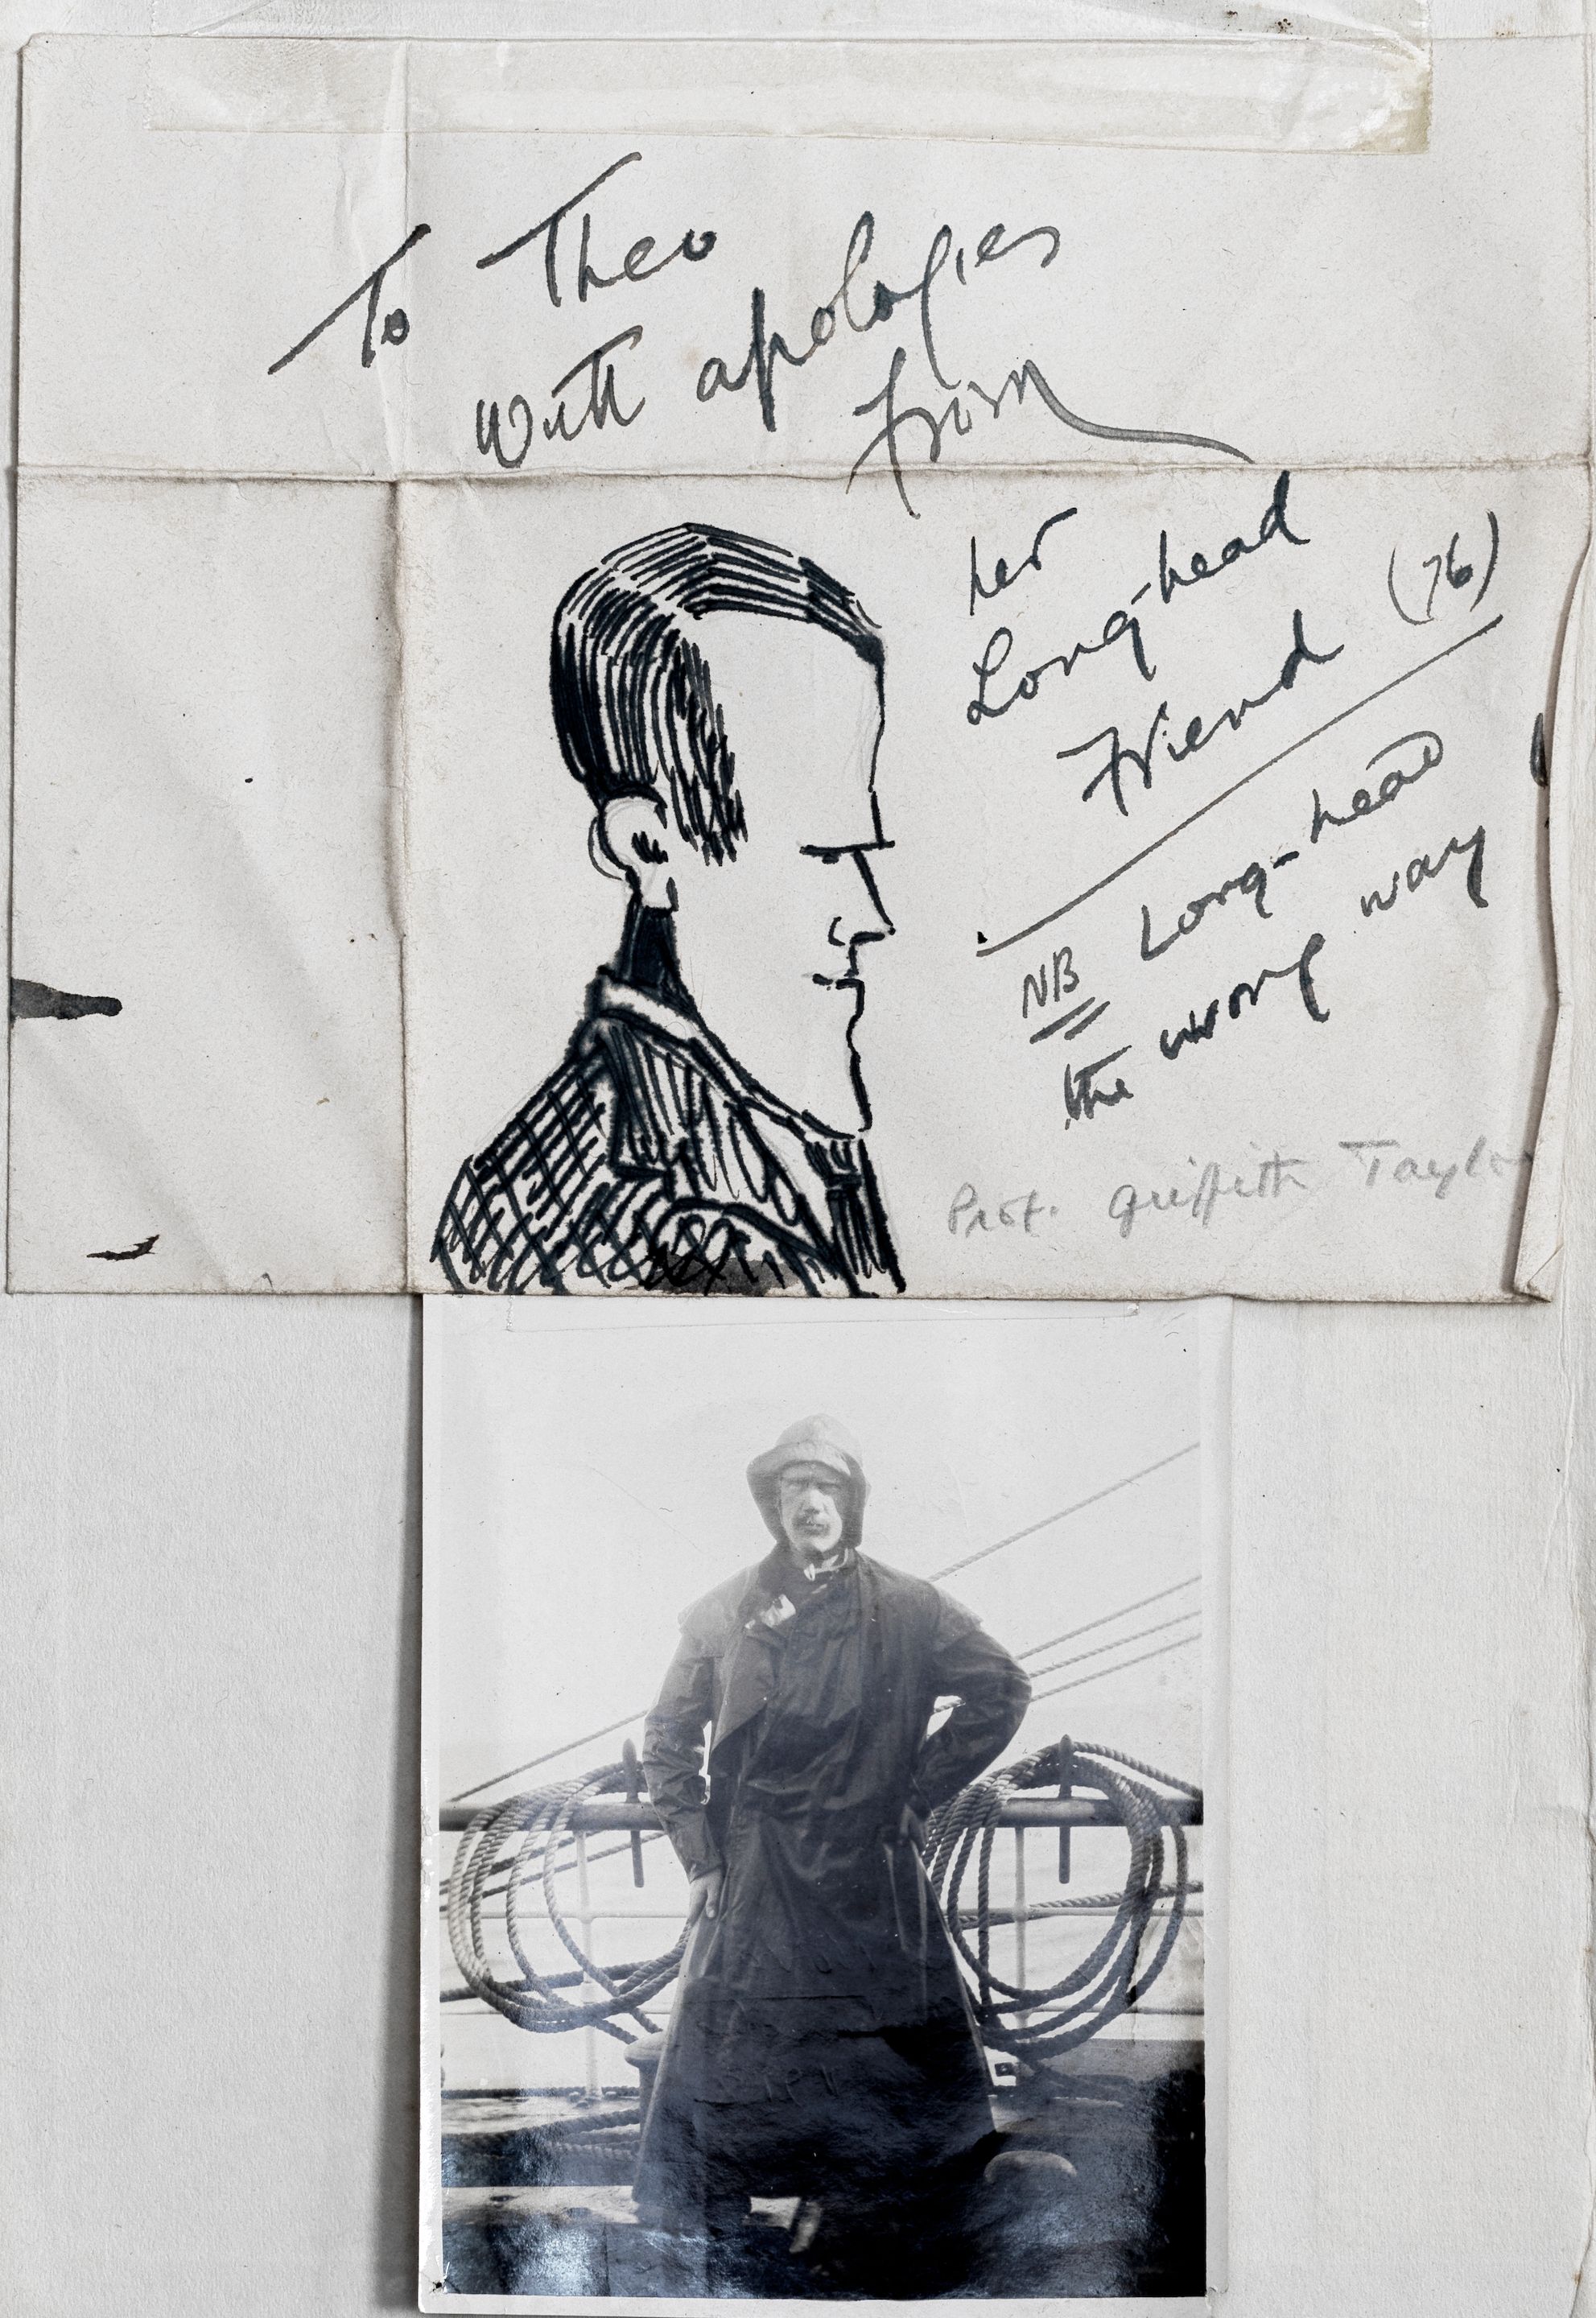 To Theo
With apologies
From
her
Long-head
Friend (76)
NB Long-head
the wrong way
Prof. Griffith Taylor